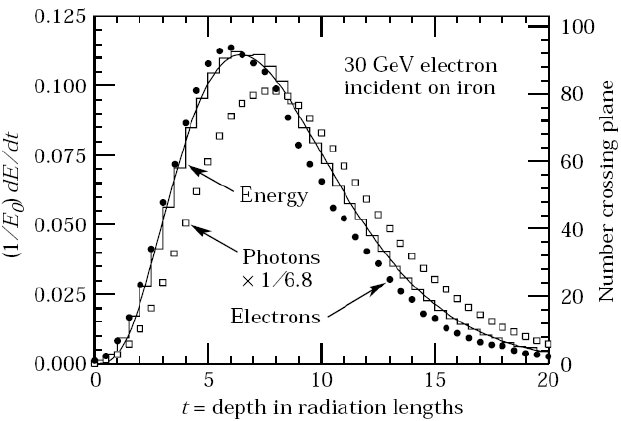 0.125
0.100
0.075
0.050
0.025
0.000
(1/E₀) dE/dt
30 GeV electron
incident on iron
Energy
Photons
× 1/6.8
Electrons
100
80
60
40
20
0
Number crossing plane
0 5 10 15 20
t = depth in radiation lengths